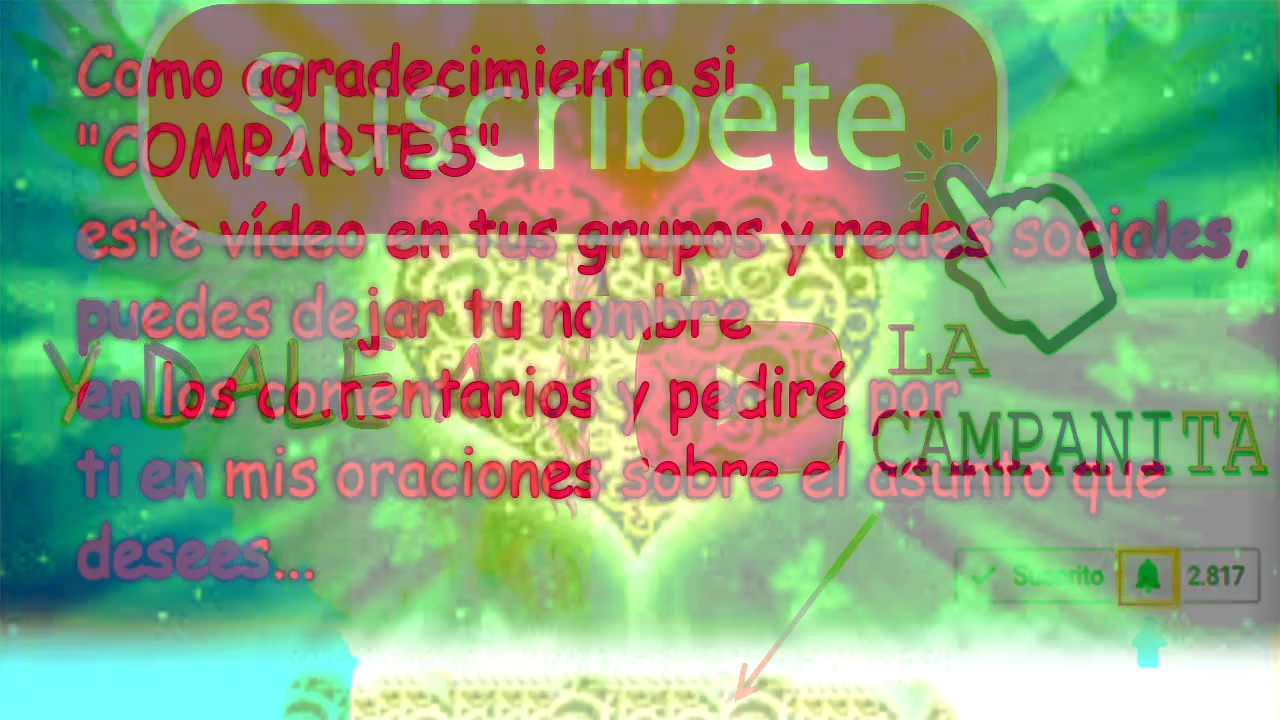 Suscríbete
Como agradecimiento si
"COMPARTES"
este vídeo en tus grupos y redes sociales,
puedes dejar tu nombre
en los comentarios y pediré por
ti en mis oraciones sobre el asunto que
desees...
Y DALE A
LA
CAMPANITA
Suscrito 2.817